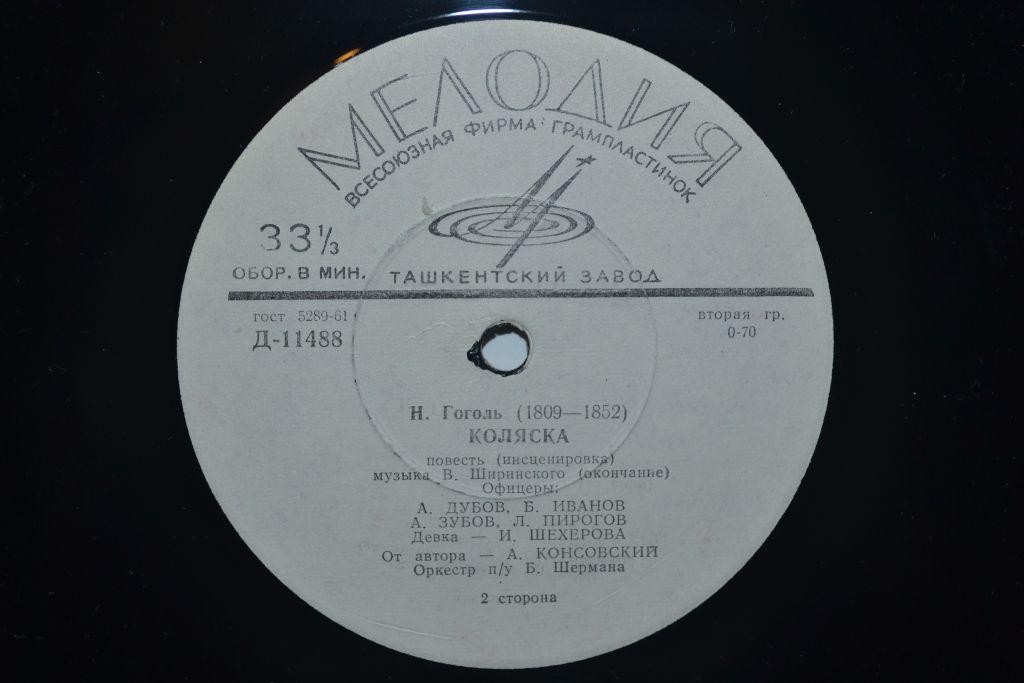 МЕЛОДИЯ
ВСЕСОЮЗНАЯ ФИРМА ГРАМПЛАСТИНОК
33⅓
ОБОР. В МИН. ТАШКЕНТСКИЙ ЗАВОД
гост 5289-61 вторая гр.
Д-11488 0-70
Н. Гоголь (1809—1852)
КОЛЯСКА
повесть (инсценировка)
музыка В. Ширинского (окончание)
Офицеры:
А. ДУБОВ, Б. ИВАНОВ
А. ЗУБОВ, Л. ПИРОГОВ
Девка — И. ШЕХЕРОВА
От автора — А. КОНСОВСКИЙ
Оркестр п/у Б. Шермана
2 сторона